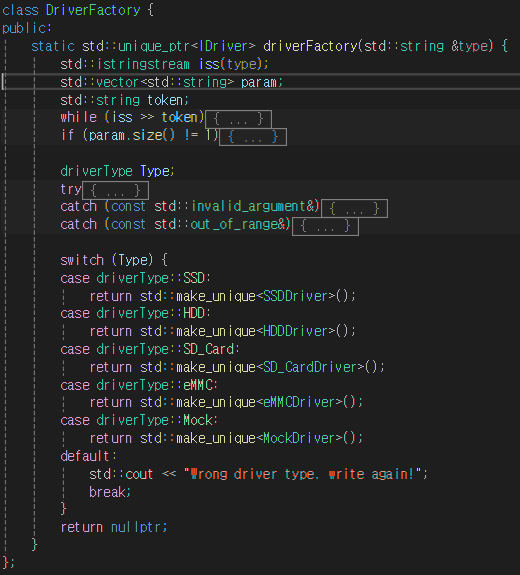 class DriverFactory {
public:
    static std::unique_ptr<IDriver> driverFactory(std::string &type) {
        std::istringstream iss(type);
        std::vector<std::string> param;
        std::string token;
        while (iss >> token){ ... }
        if (param.size() != 1){ ... }

        driverType Type;
        try{ ... }
        catch (const std::invalid_argument&){ ... }
        catch (const std::out_of_range&){ ... }

        switch (Type) {
        case driverType::SSD:
            return std::make_unique<SSDDriver>();
        case driverType::HDD:
            return std::make_unique<HDDDriver>();
        case driverType::SD_Card:
            return std::make_unique<SD_CardDriver>();
        case driverType::eMMC:
            return std::make_unique<eMMCDriver>();
        case driverType::Mock:
            return std::make_unique<MockDriver>();
        default:
            std::cout << "Wrong driver type. write again!";
            break;
        }
        return nullptr;
    }
};